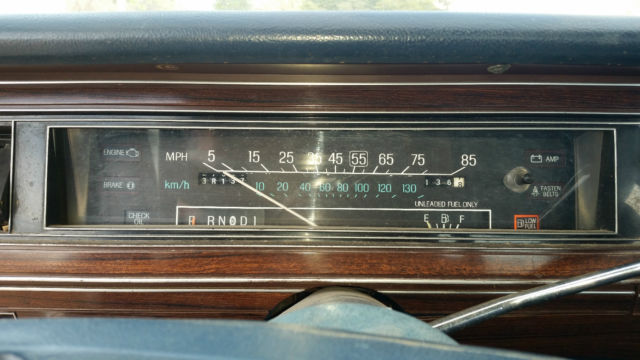 MPH 5 15 25 35 45 55 65 75 85
km/h 10 20 40 60 80 100 120 130
ENGINE
BRAKE
CHECK
OIL
AMP
FASTEN
BELTS
UNLEADED FUEL ONLY
RND1
E F
LOW
FUEL